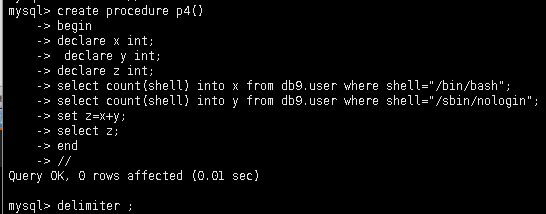 mysql> create procedure p4()
-> begin
-> declare x int;
->  declare y int;
-> declare z int;
-> select count(shell) into x from db9.user where shell="/bin/bash";
-> select count(shell) into y from db9.user where shell="/sbin/nologin";
-> set z=x+y;
-> select z;
-> end
-> //
Query OK, 0 rows affected (0.01 sec)
mysql> delimiter ;